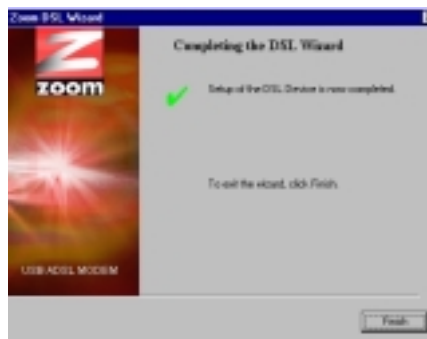 Zoom DSL Wizard
Completing the DSL Wizard
Z
zoom
Setup of the DSL Device is now completed.
To exit the wizard, click Finish.
USB ADSL MODEM
Finish